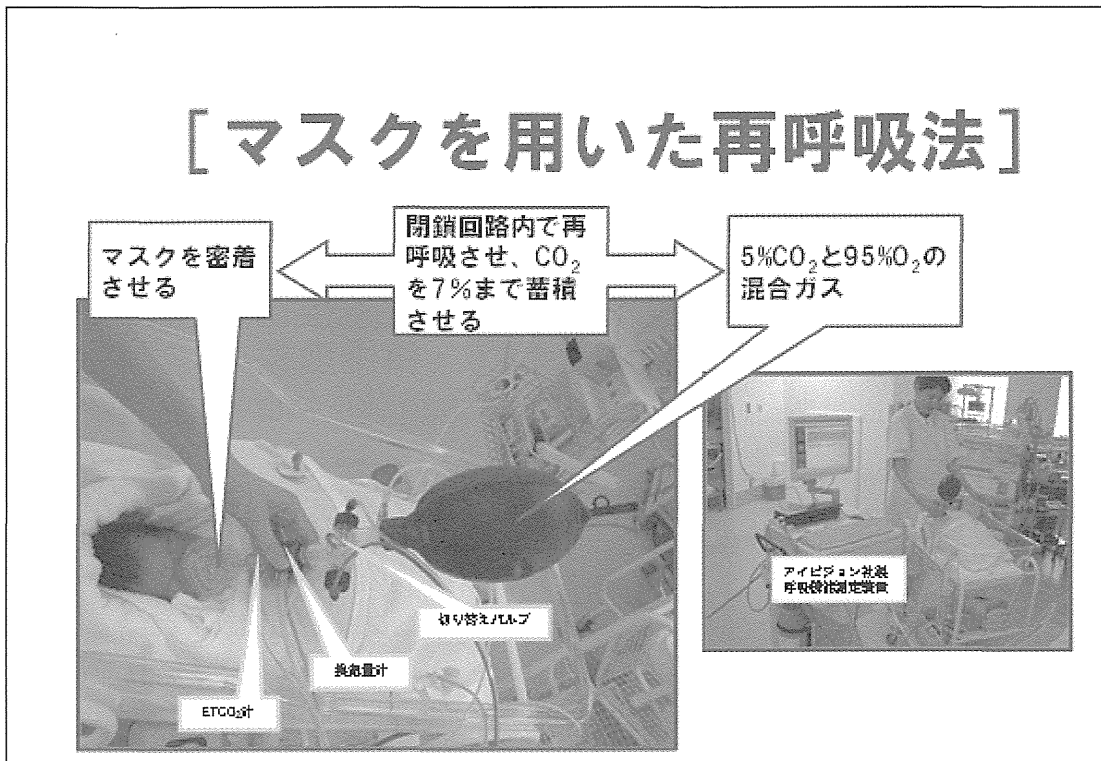 [マスクを用いた再呼吸法]
マスクを密着
させる
閉鎖回路内で再
呼吸させ、CO₂
を7%まで蓄積
させる
5%CO₂と95%O₂の
混合ガス
切り替えバルブ
換気量計
ETCO₂計
アイビジョン社製
呼吸機能測定装置